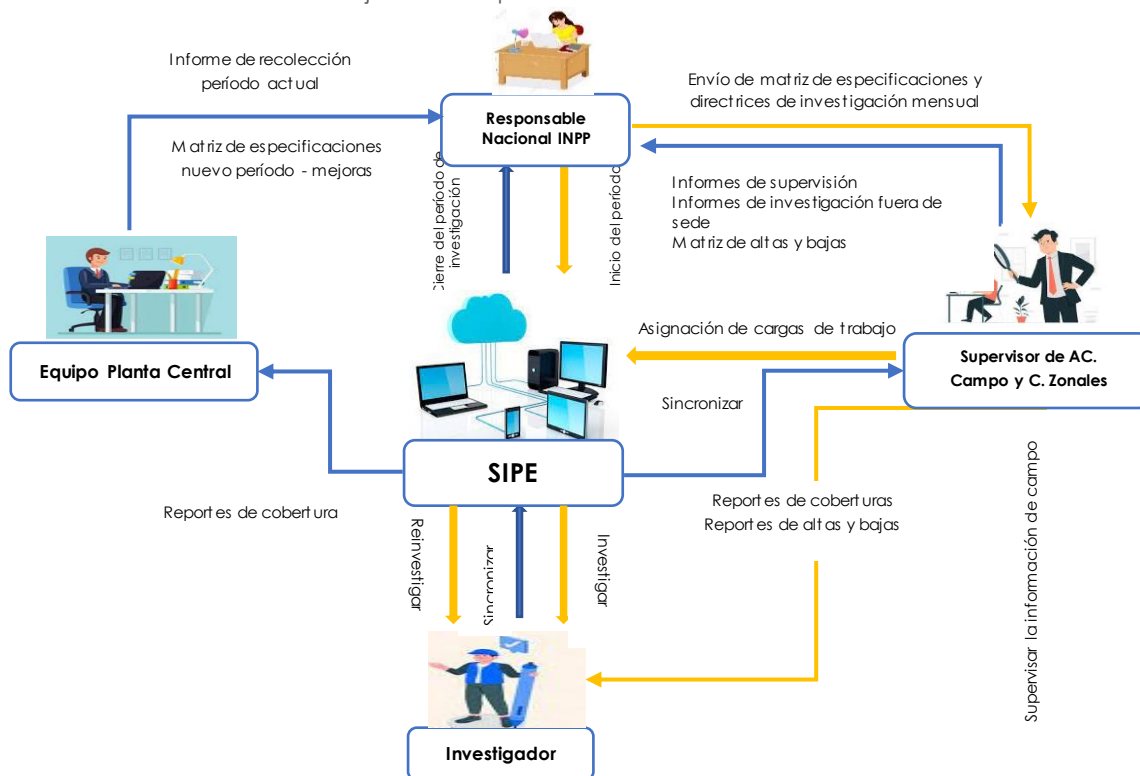 Informe de recolección
período actual
Envío de matriz de especificaciones y
directrices de investigación mensual
Responsable
Nacional INPP
Matriz de especificaciones
nuevo período - mejoras
Cierre del período de
investigación
Inicio del período
Informes de supervisión
Informes de investigación fuera de
sede
Matriz de altas y bajas
Asignación de cargas de trabajo
Equipo Planta Central
Supervisor de AC.
Campo y C. Zonales
Sincronizar
SIPE
Reportes de cobertura
Reportes de coberturas
Reportes de altas y bajas
Reinvestigar
Sincronizar
Investigar
Supervisar la información de campo
Investigador